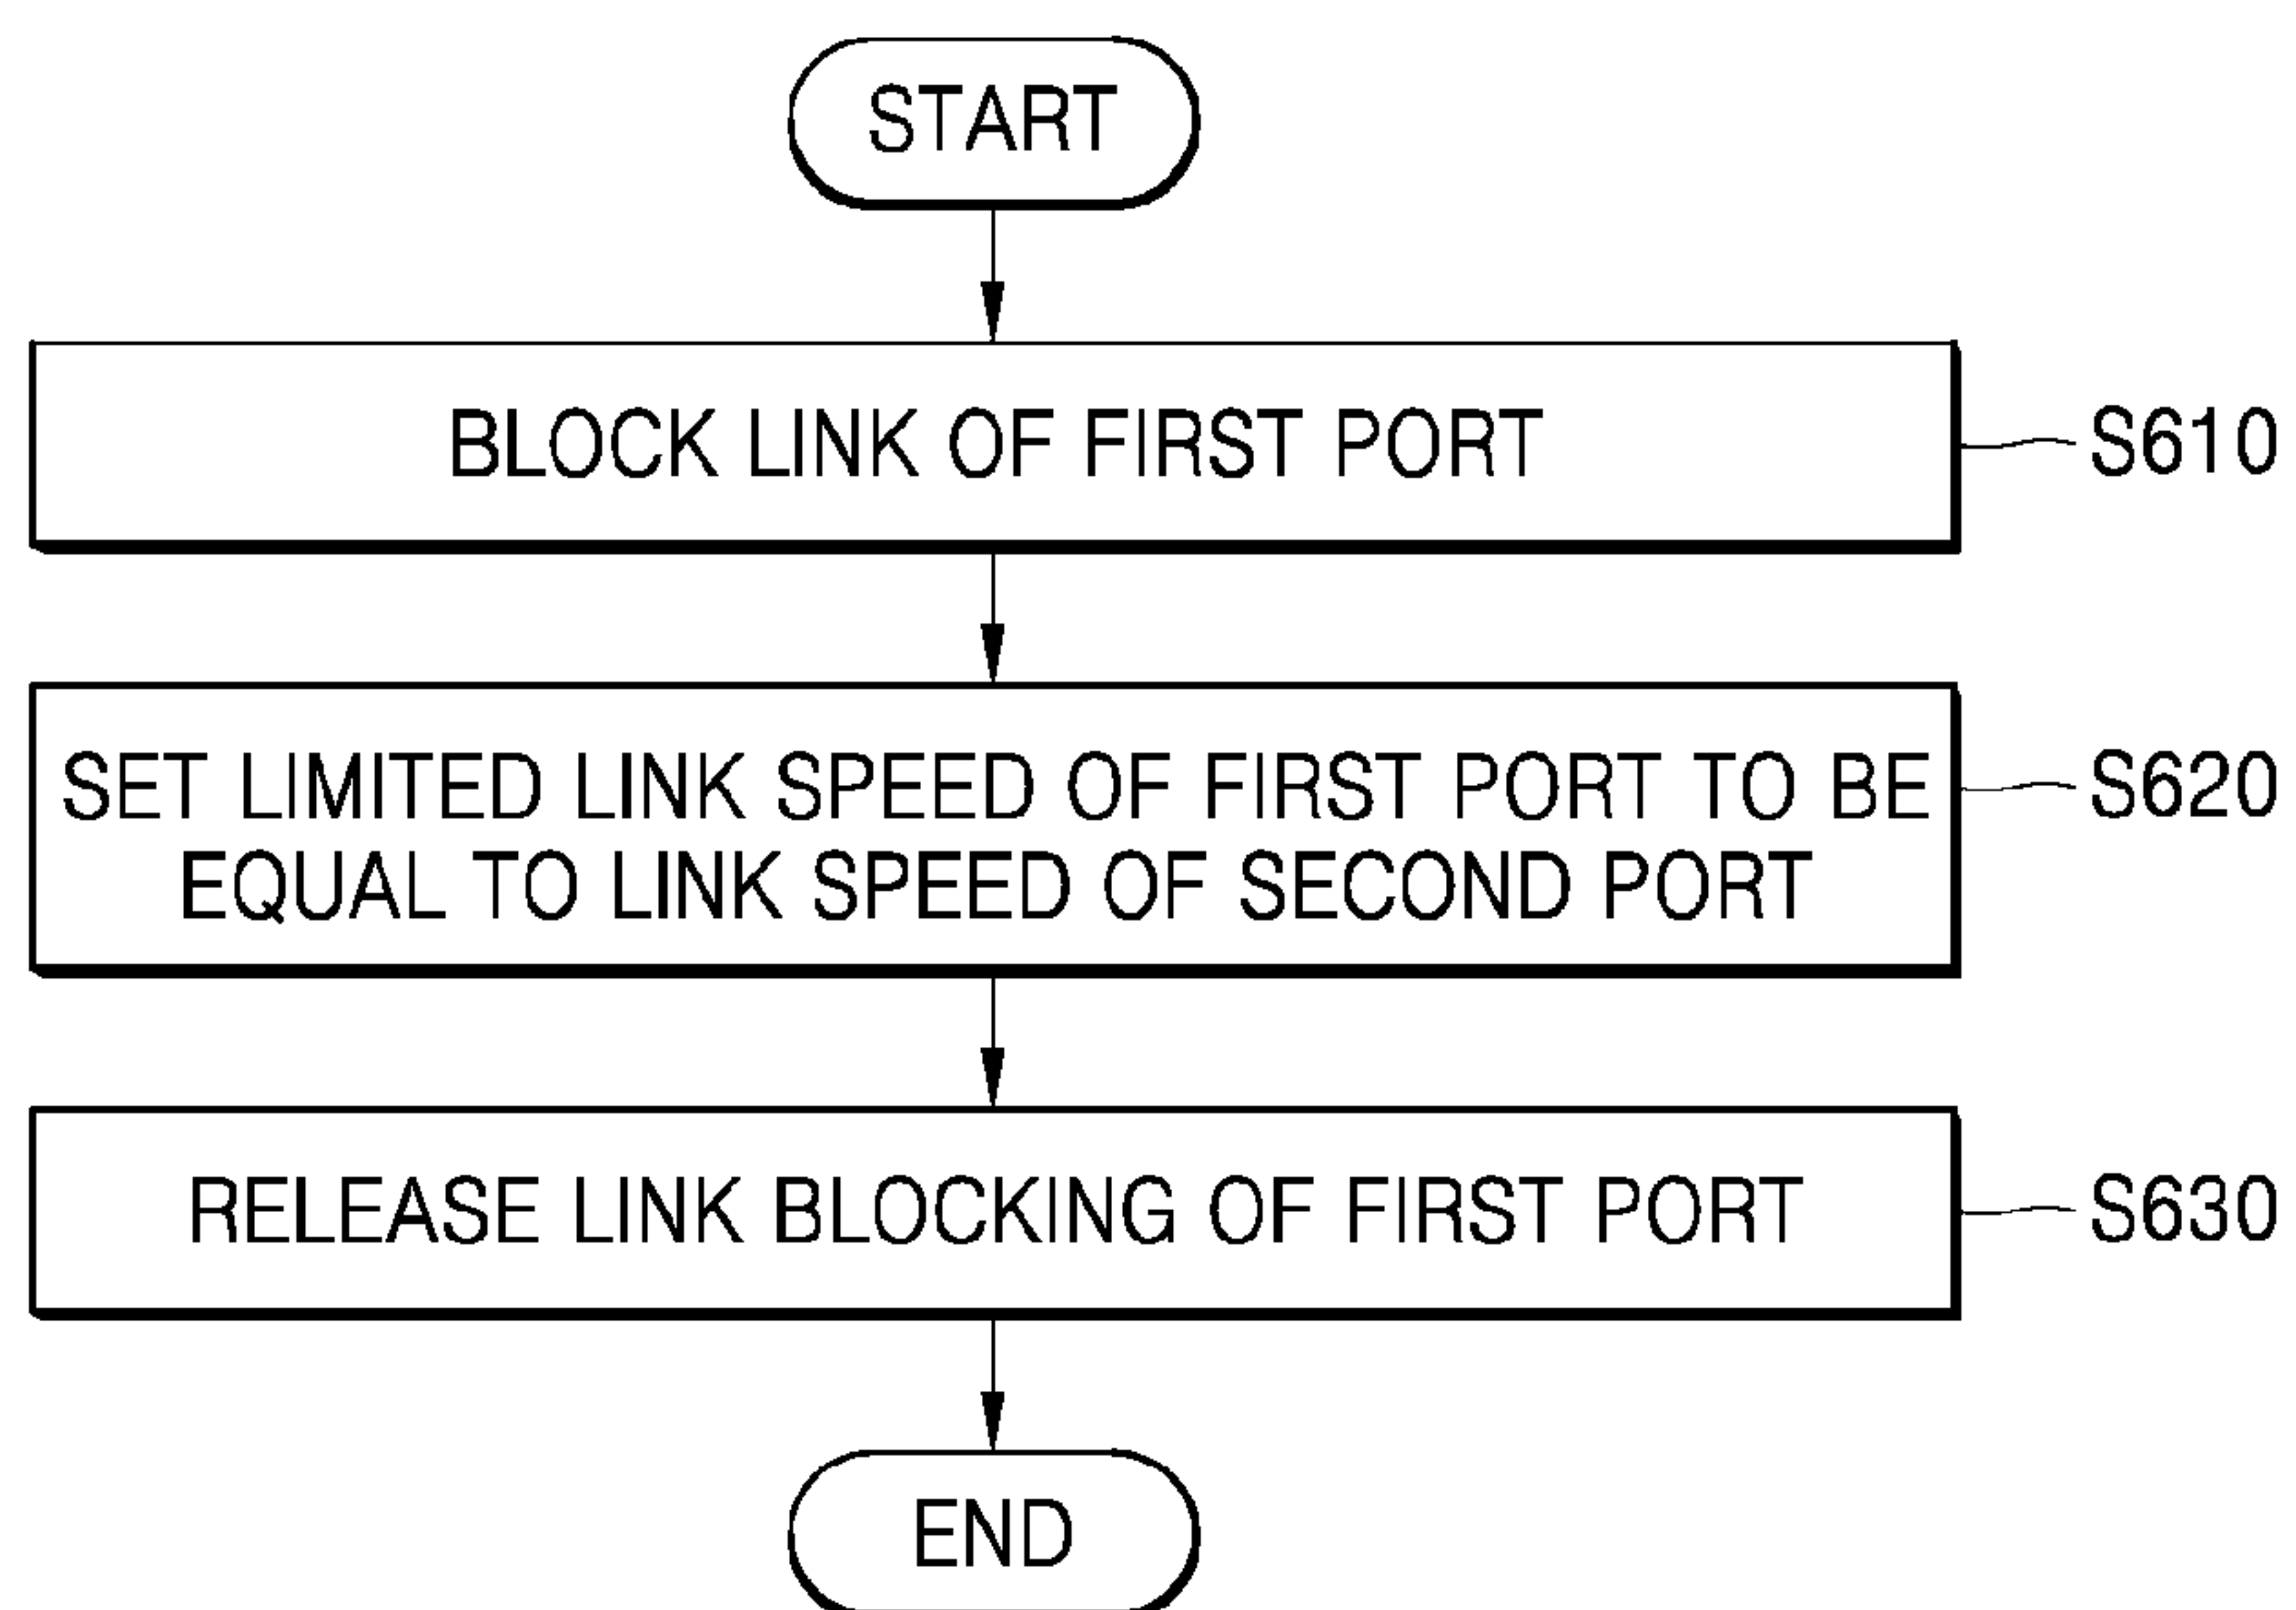 START
BLOCK LINK OF FIRST PORT
S610
SET LIMITED LINK SPEED OF FIRST PORT TO BE
EQUAL TO LINK SPEED OF SECOND PORT
S620
RELEASE LINK BLOCKING OF FIRST PORT
S630
END